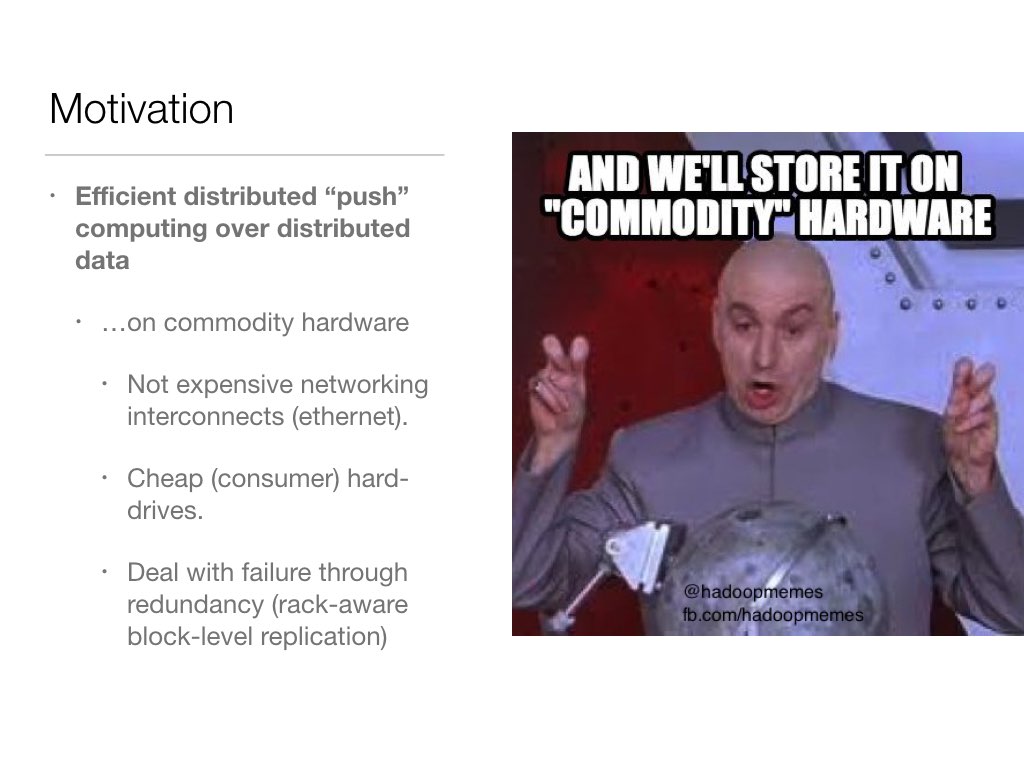 Motivation
• Efficient distributed “push”
computing over distributed
data
• …on commodity hardware
• Not expensive networking
interconnects (ethernet).
• Cheap (consumer) hard-
drives.
• Deal with failure through
redundancy (rack-aware
block-level replication)
AND WE'LL STORE IT ON
"COMMODITY" HARDWARE
@hadoopmemes
fb.com/hadoopmemes